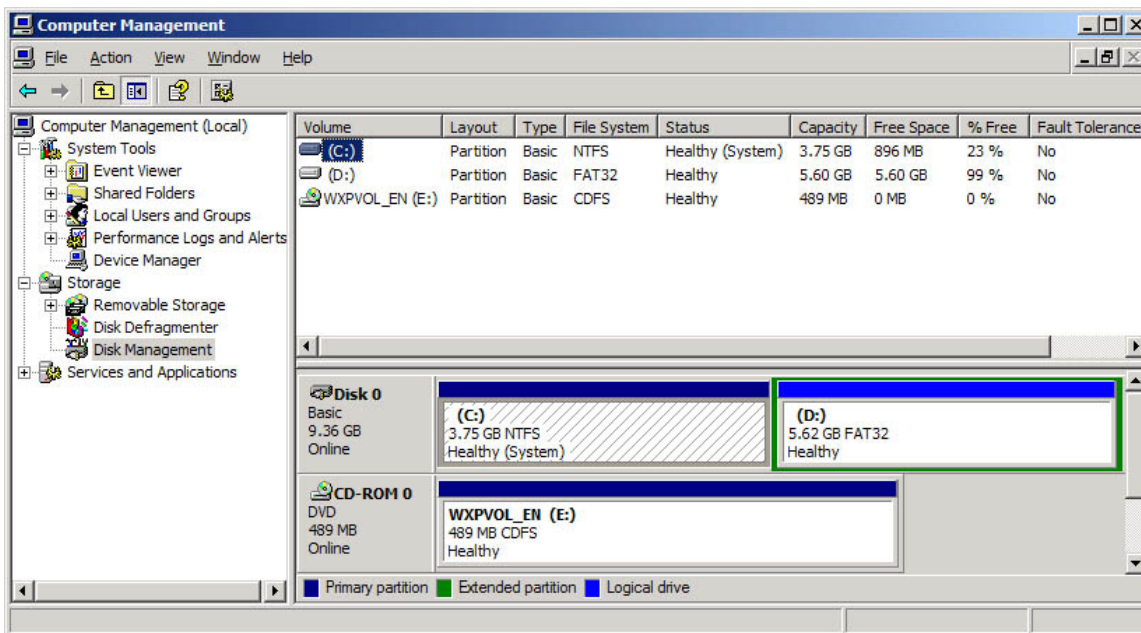 Computer Management
File Action View Window Help
Computer Management (Local)
System Tools
Event Viewer
Shared Folders
Local Users and Groups
Performance Logs and Alerts
Device Manager
Storage
Removable Storage
Disk Defragmenter
Disk Management
Services and Applications
Volume Layout Type File System Status Capacity Free Space % Free Fault Tolerance
(C:) Partition Basic NTFS Healthy (System) 3.75 GB 896 MB 23 % No
(D:) Partition Basic FAT32 Healthy 5.60 GB 5.60 GB 99 % No
WXPVOL_EN (E:) Partition Basic CDFS Healthy 489 MB 0 MB 0 % No
Disk 0
Basic
9.36 GB
Online
(C:)
3.75 GB NTFS
Healthy (System)
(D:)
5.62 GB FAT32
Healthy
CD-ROM 0
DVD
489 MB
Online
WXPVOL_EN (E:)
489 MB CDFS
Healthy
Primary partition Extended partition Logical drive